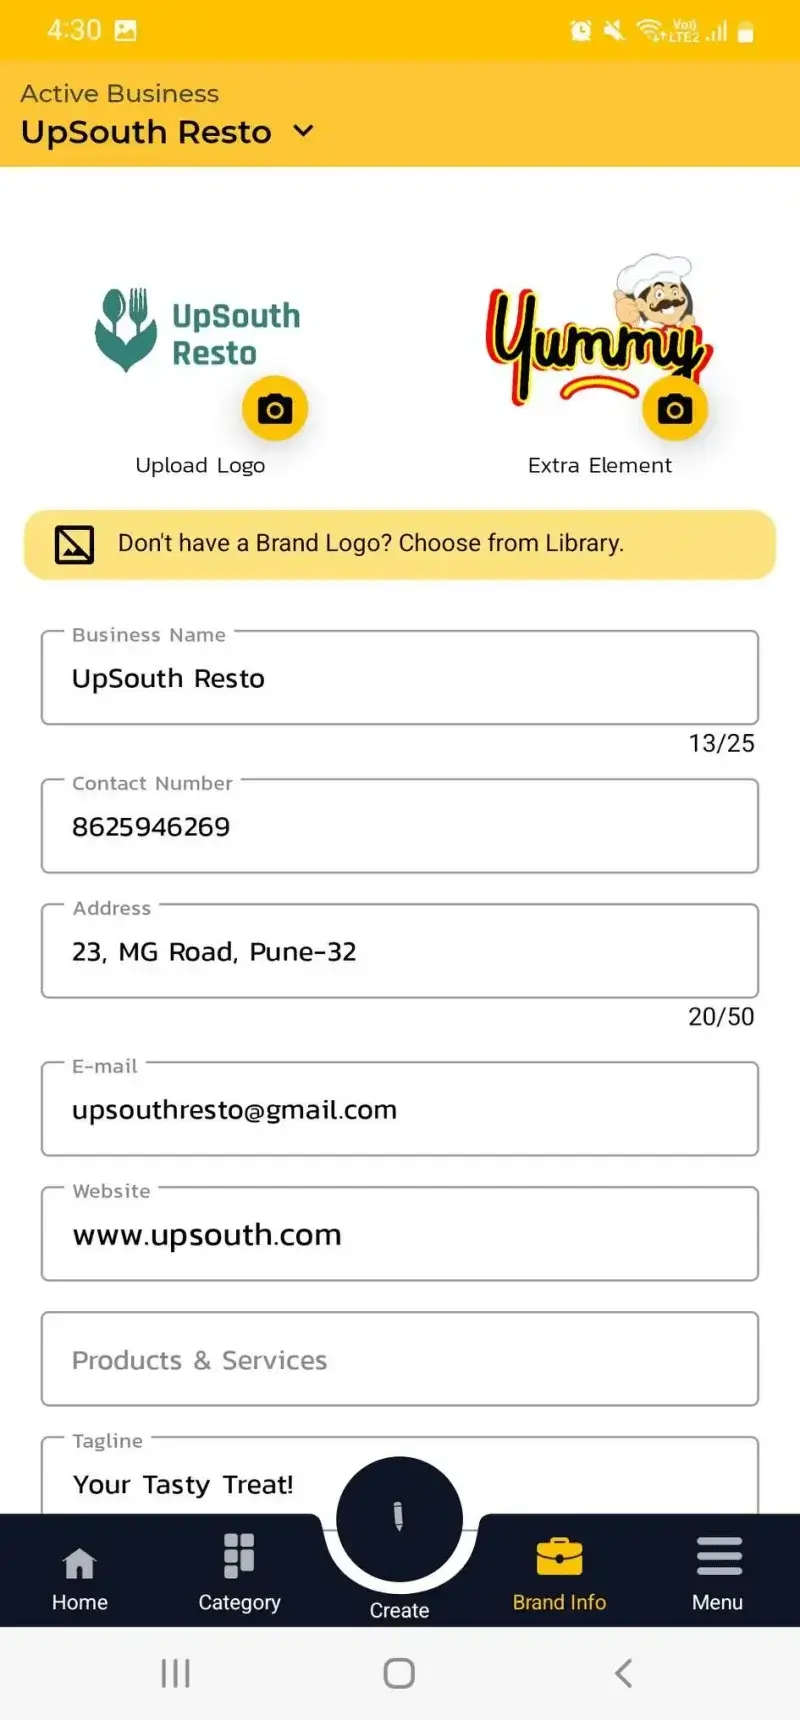 4:30
Vo)
LTE2
Active Business
UpSouth Resto
UpSouth
Resto
Yummy
Upload Logo
Extra Element
Don't have a Brand Logo? Choose from Library.
Business Name
UpSouth Resto
13/25
Contact Number
8625946269
Address
23, MG Road, Pune-32
20/50
E-mail
upsouthresto@gmail.com
Website
www.upsouth.com
Products & Services
Tagline
Your Tasty Treat!
Home
Category
Create
Brand Info
Menu